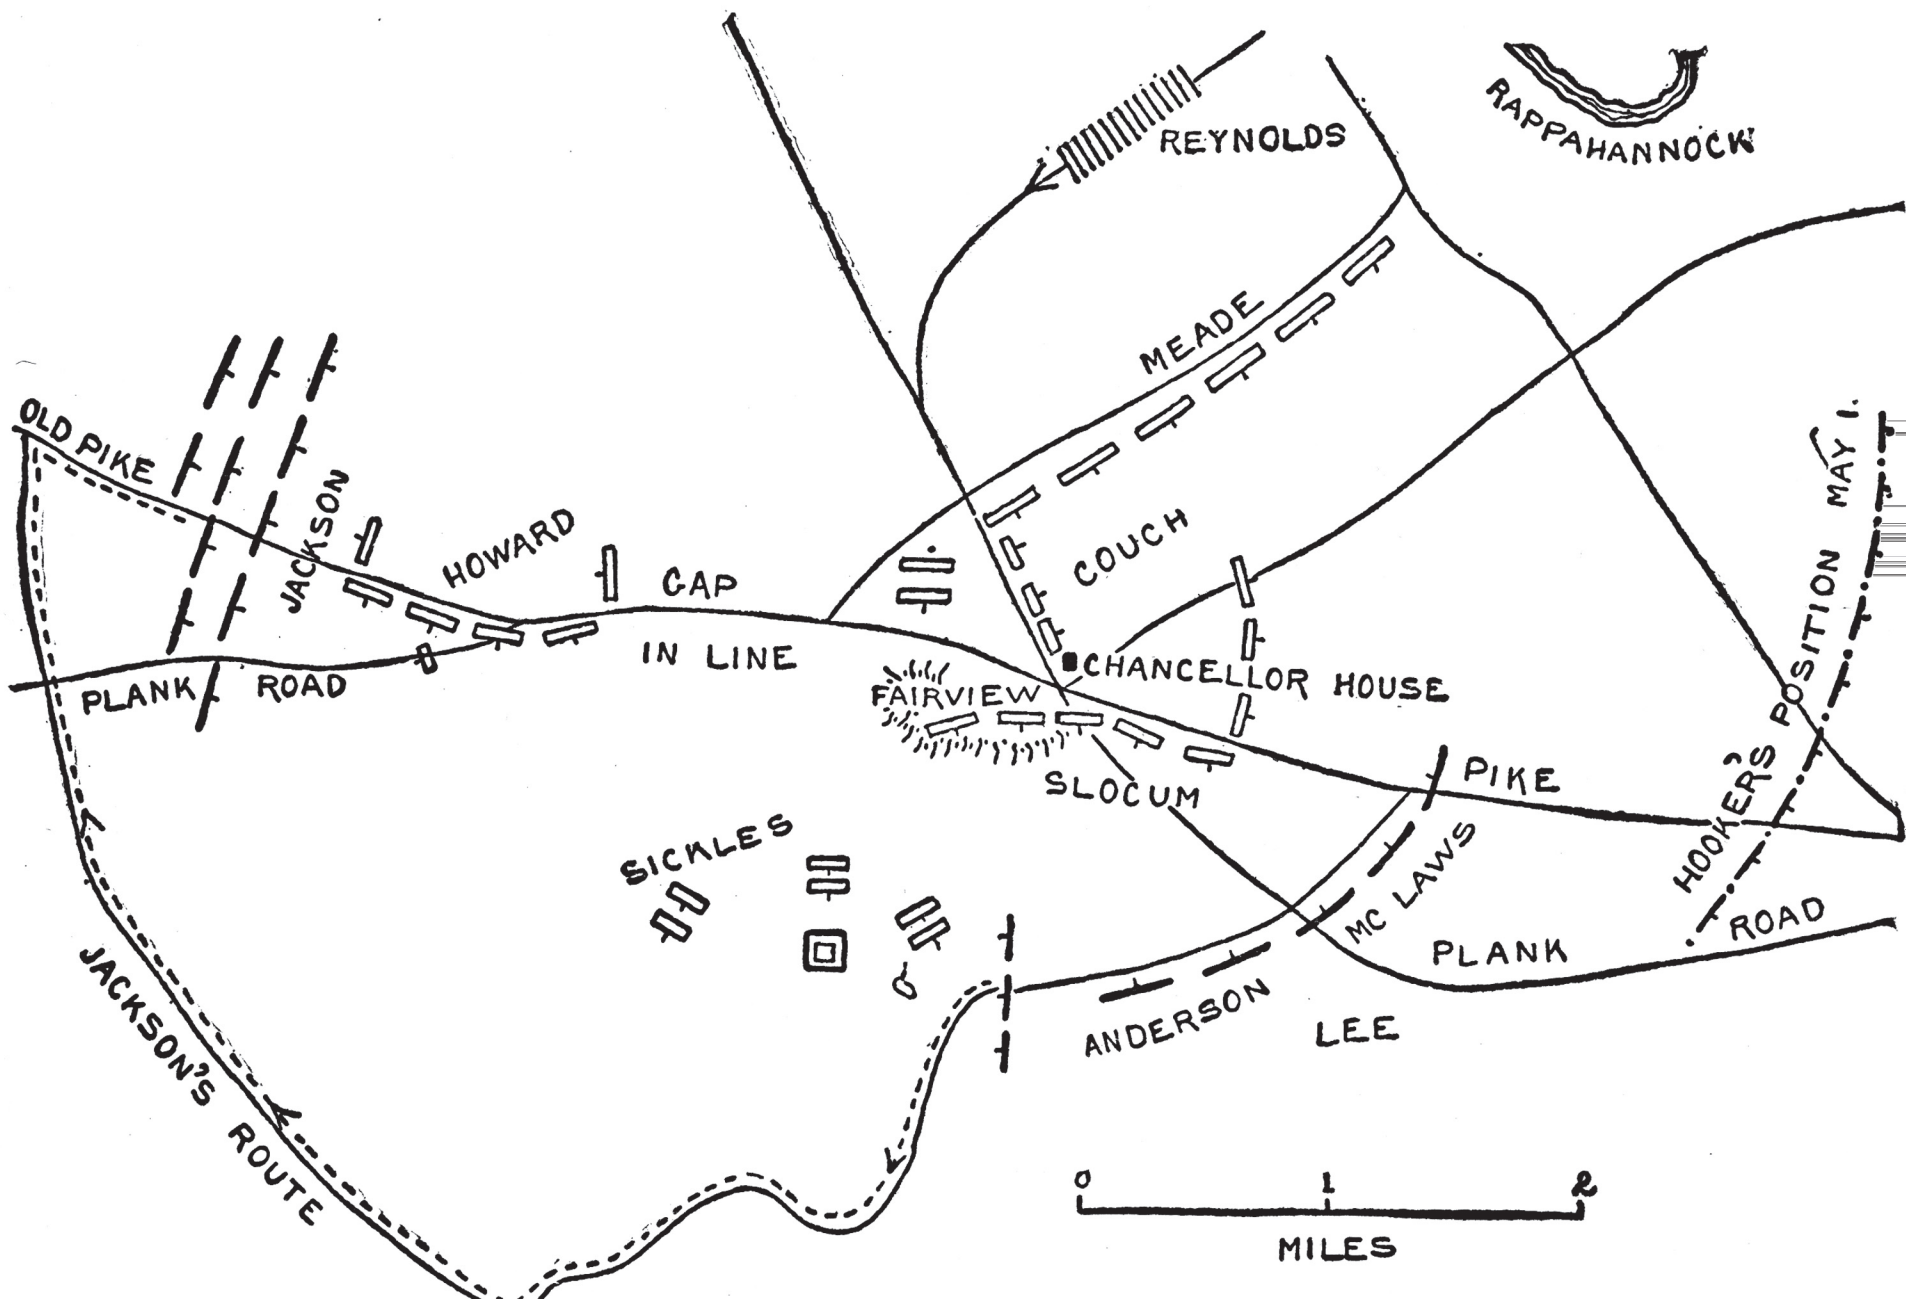 RAPPAHANNOCK
REYNOLDS
MEADE
OLD PIKE
JACKSON
HOWARD
GAP
IN LINE
COUCH
CHANCELLOR HOUSE
FAIRVIEW
PLANK ROAD
SLOCUM
PIKE
HOOKER'S POSITION MAY 1.
SICKLES
MC LAWS
PLANK ROAD
ANDERSON
LEE
JACKSON'S ROUTE
0 1 2
MILES